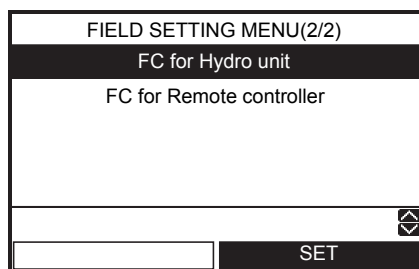 FIELD SETTING MENU(2/2)
FC for Hydro unit
FC for Remote controller
SET